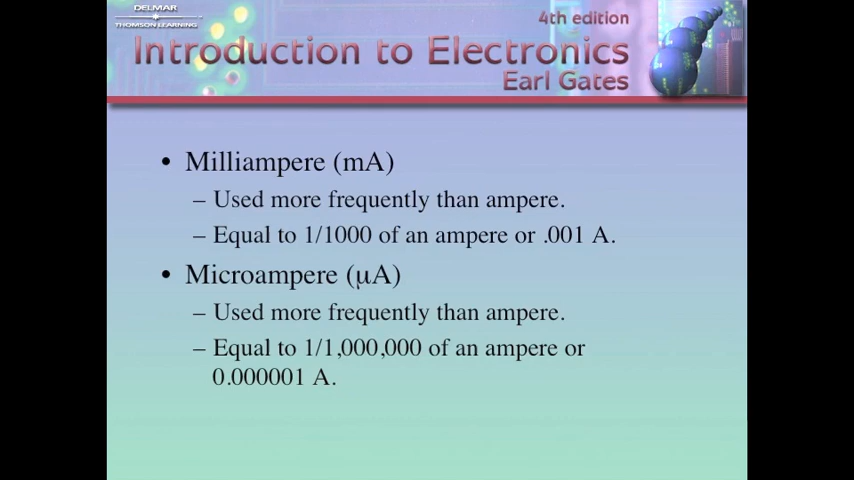 DELMAR
THOMSON LEARNING
4th edition
Introduction to Electronics
Earl Gates
• Milliampere (mA)
– Used more frequently than ampere.
– Equal to 1/1000 of an ampere or .001 A.
• Microampere (μA)
– Used more frequently than ampere.
– Equal to 1/1,000,000 of an ampere or
0.000001 A.